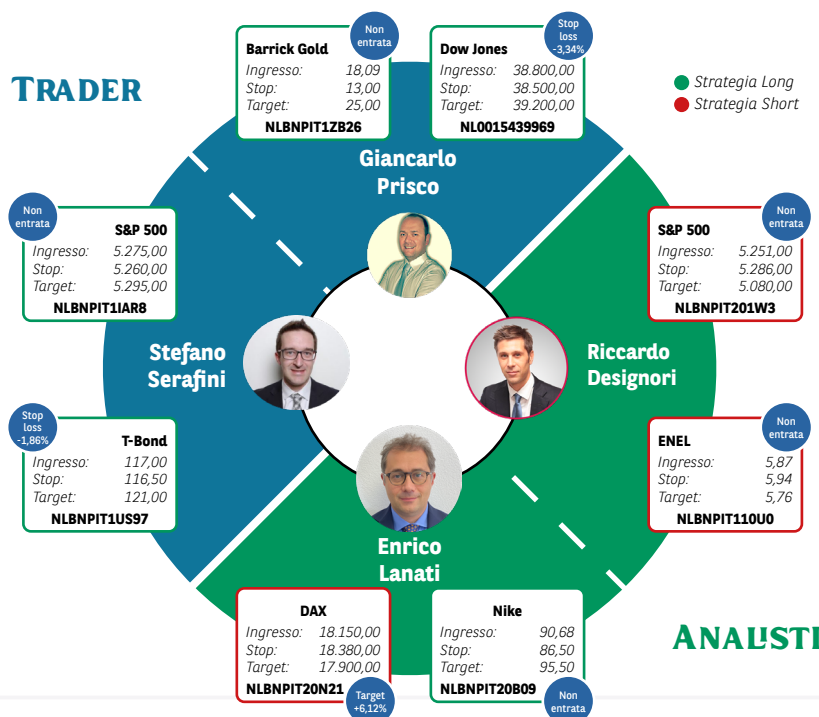 TRADER
Non
entrata
Barrick Gold
Ingresso: 18,09
Stop: 13,00
Target: 25,00
NLBNPIT1ZB26
Stop
loss
-3,34%
Dow Jones
Ingresso: 38.800,00
Stop: 38.500,00
Target: 39.200,00
NL0015439969
Strategia Long
Strategia Short
Giancarlo
Prisco
Non
entrata
S&P 500
Ingresso: 5.275,00
Stop: 5.260,00
Target: 5.295,00
NLBNPIT1IAR8
Non
entrata
S&P 500
Ingresso: 5.251,00
Stop: 5.286,00
Target: 5.080,00
NLBNPIT201W3
Stefano
Serafini
Riccardo
Designori
Stop
loss
-1,86%
T-Bond
Ingresso: 117,00
Stop: 116,50
Target: 121,00
NLBNPIT1US97
Non
entrata
ENEL
Ingresso: 5,87
Stop: 5,94
Target: 5,76
NLBNPIT110U0
Enrico
Lanati
DAX
Ingresso: 18.150,00
Stop: 18.380,00
Target: 17.900,00
NLBNPIT20N21
Target
+6,12%
Nike
Ingresso: 90,68
Stop: 86,50
Target: 95,50
NLBNPIT20B09
Non
entrata
ANALISTI